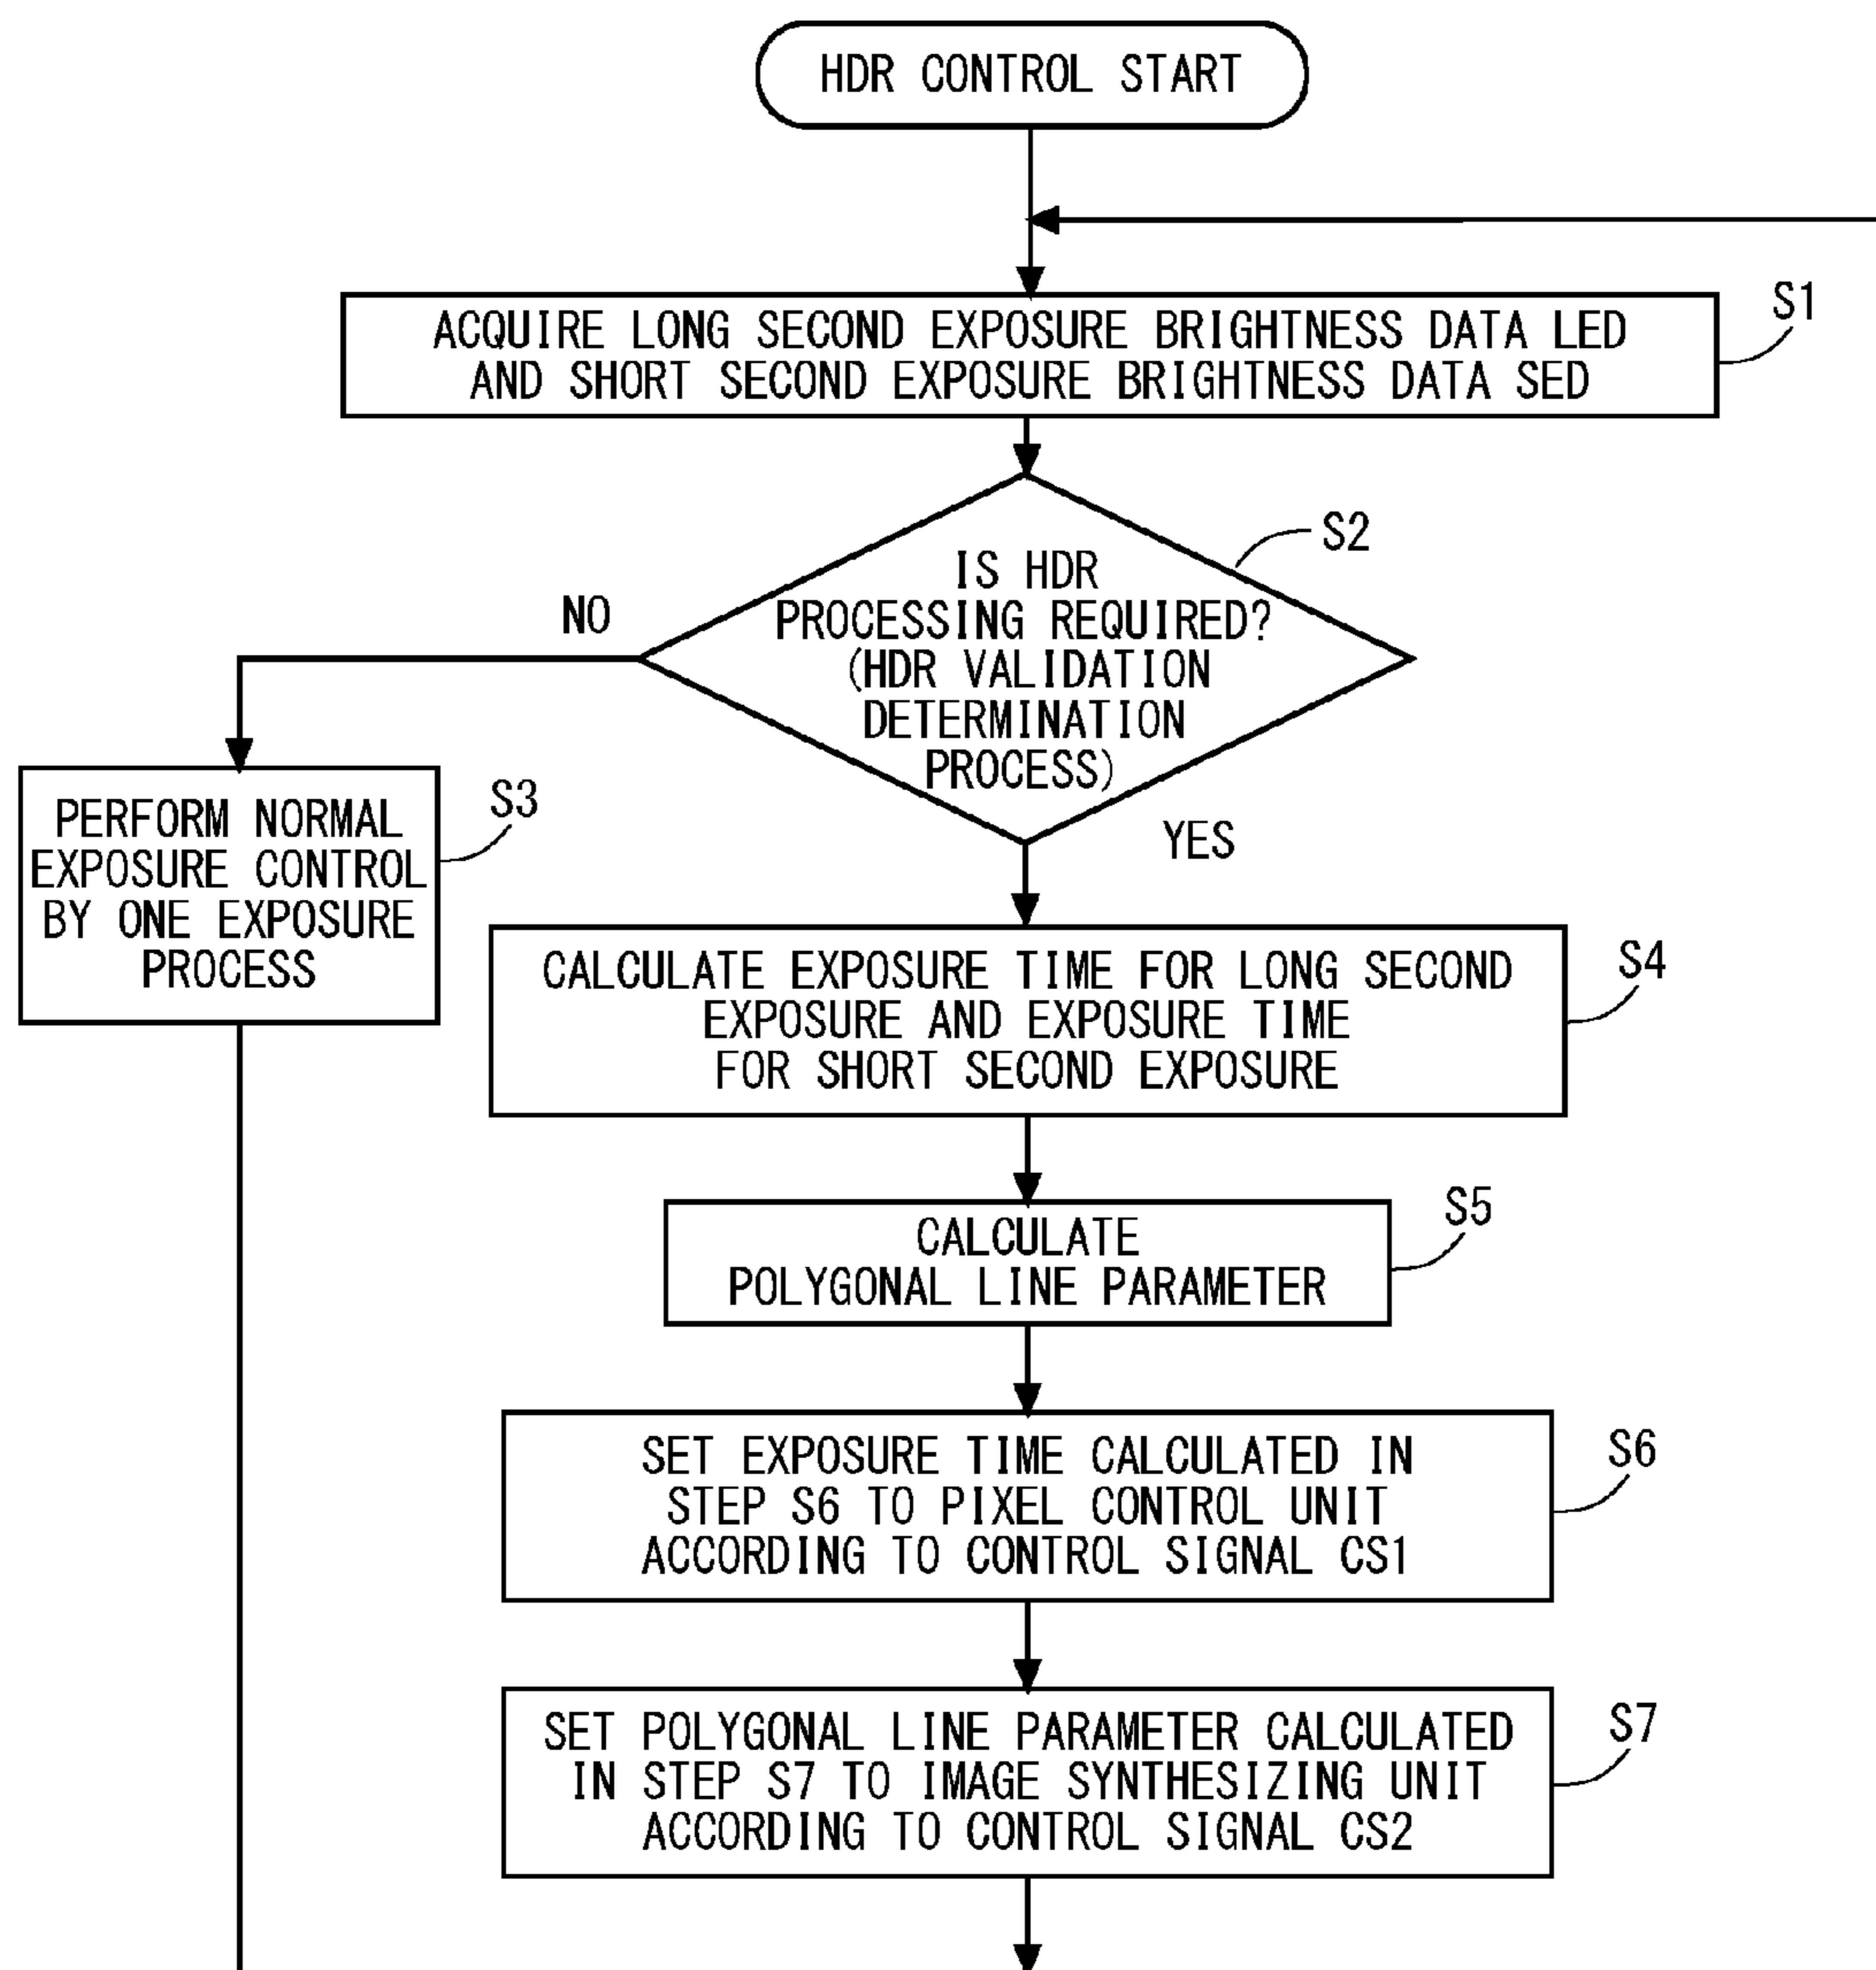 HDR CONTROL START
S1
ACQUIRE LONG SECOND EXPOSURE BRIGHTNESS DATA LED
AND SHORT SECOND EXPOSURE BRIGHTNESS DATA SED
S2
IS HDR
PROCESSING REQUIRED?
(HDR VALIDATION
DETERMINATION
PROCESS)
NO
YES
S3
PERFORM NORMAL
EXPOSURE CONTROL
BY ONE EXPOSURE
PROCESS
S4
CALCULATE EXPOSURE TIME FOR LONG SECOND
EXPOSURE AND EXPOSURE TIME
FOR SHORT SECOND EXPOSURE
S5
CALCULATE
POLYGONAL LINE PARAMETER
S6
SET EXPOSURE TIME CALCULATED IN
STEP S6 TO PIXEL CONTROL UNIT
ACCORDING TO CONTROL SIGNAL CS1
S7
SET POLYGONAL LINE PARAMETER CALCULATED
IN STEP S7 TO IMAGE SYNTHESIZING UNIT
ACCORDING TO CONTROL SIGNAL CS2